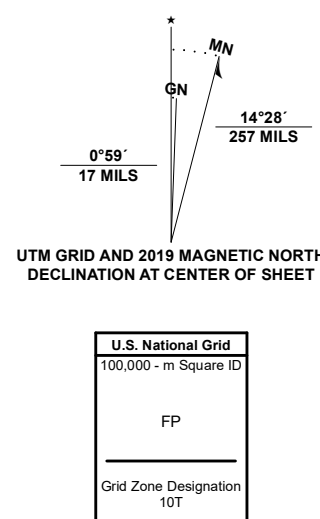 ★
MN
GN
14°28´
257 MILS
0°59´
17 MILS
UTM GRID AND 2019 MAGNETIC NORTH
DECLINATION AT CENTER OF SHEET
U.S. National Grid
100,000 - m Square ID
FP
Grid Zone Designation
10T